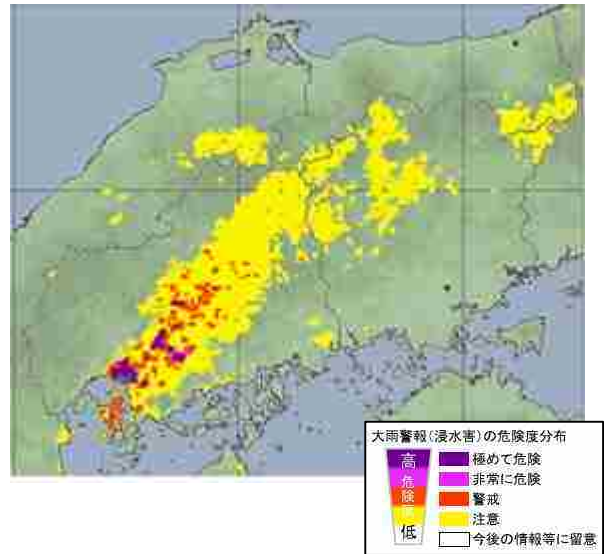 大雨警報(浸水害)の危険度分布
高
危
険
度
低
極めて危険
非常に危険
警戒
注意
今後の情報等に留意